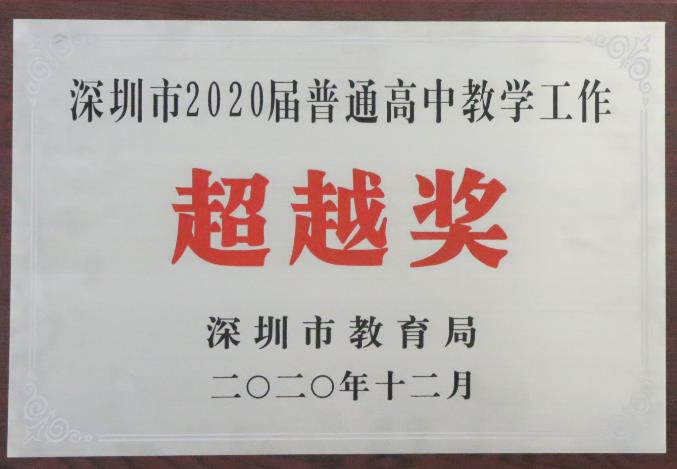 深圳市2020届普通高中教学工作
超越奖
深圳市教育局
二〇二〇年十二月